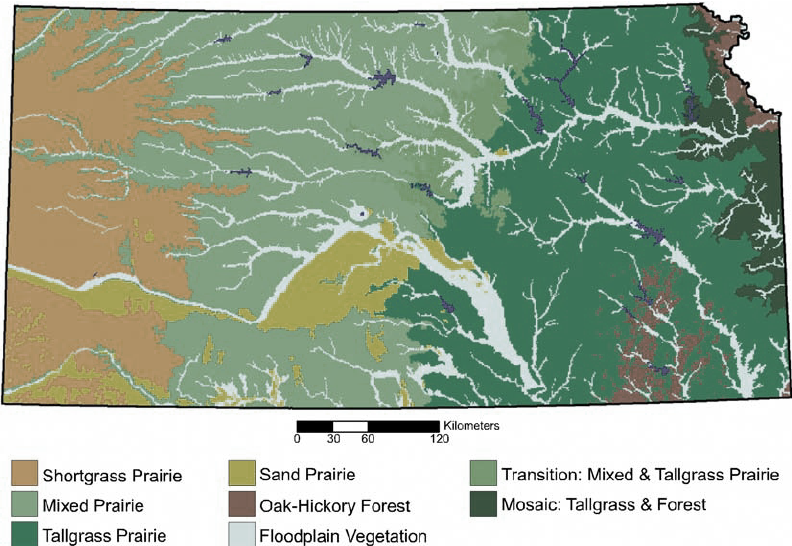 Kilometers
0 30 60 120
Shortgrass Prairie
Sand Prairie
Transition: Mixed & Tallgrass Prairie
Mixed Prairie
Oak-Hickory Forest
Mosaic: Tallgrass & Forest
Tallgrass Prairie
Floodplain Vegetation